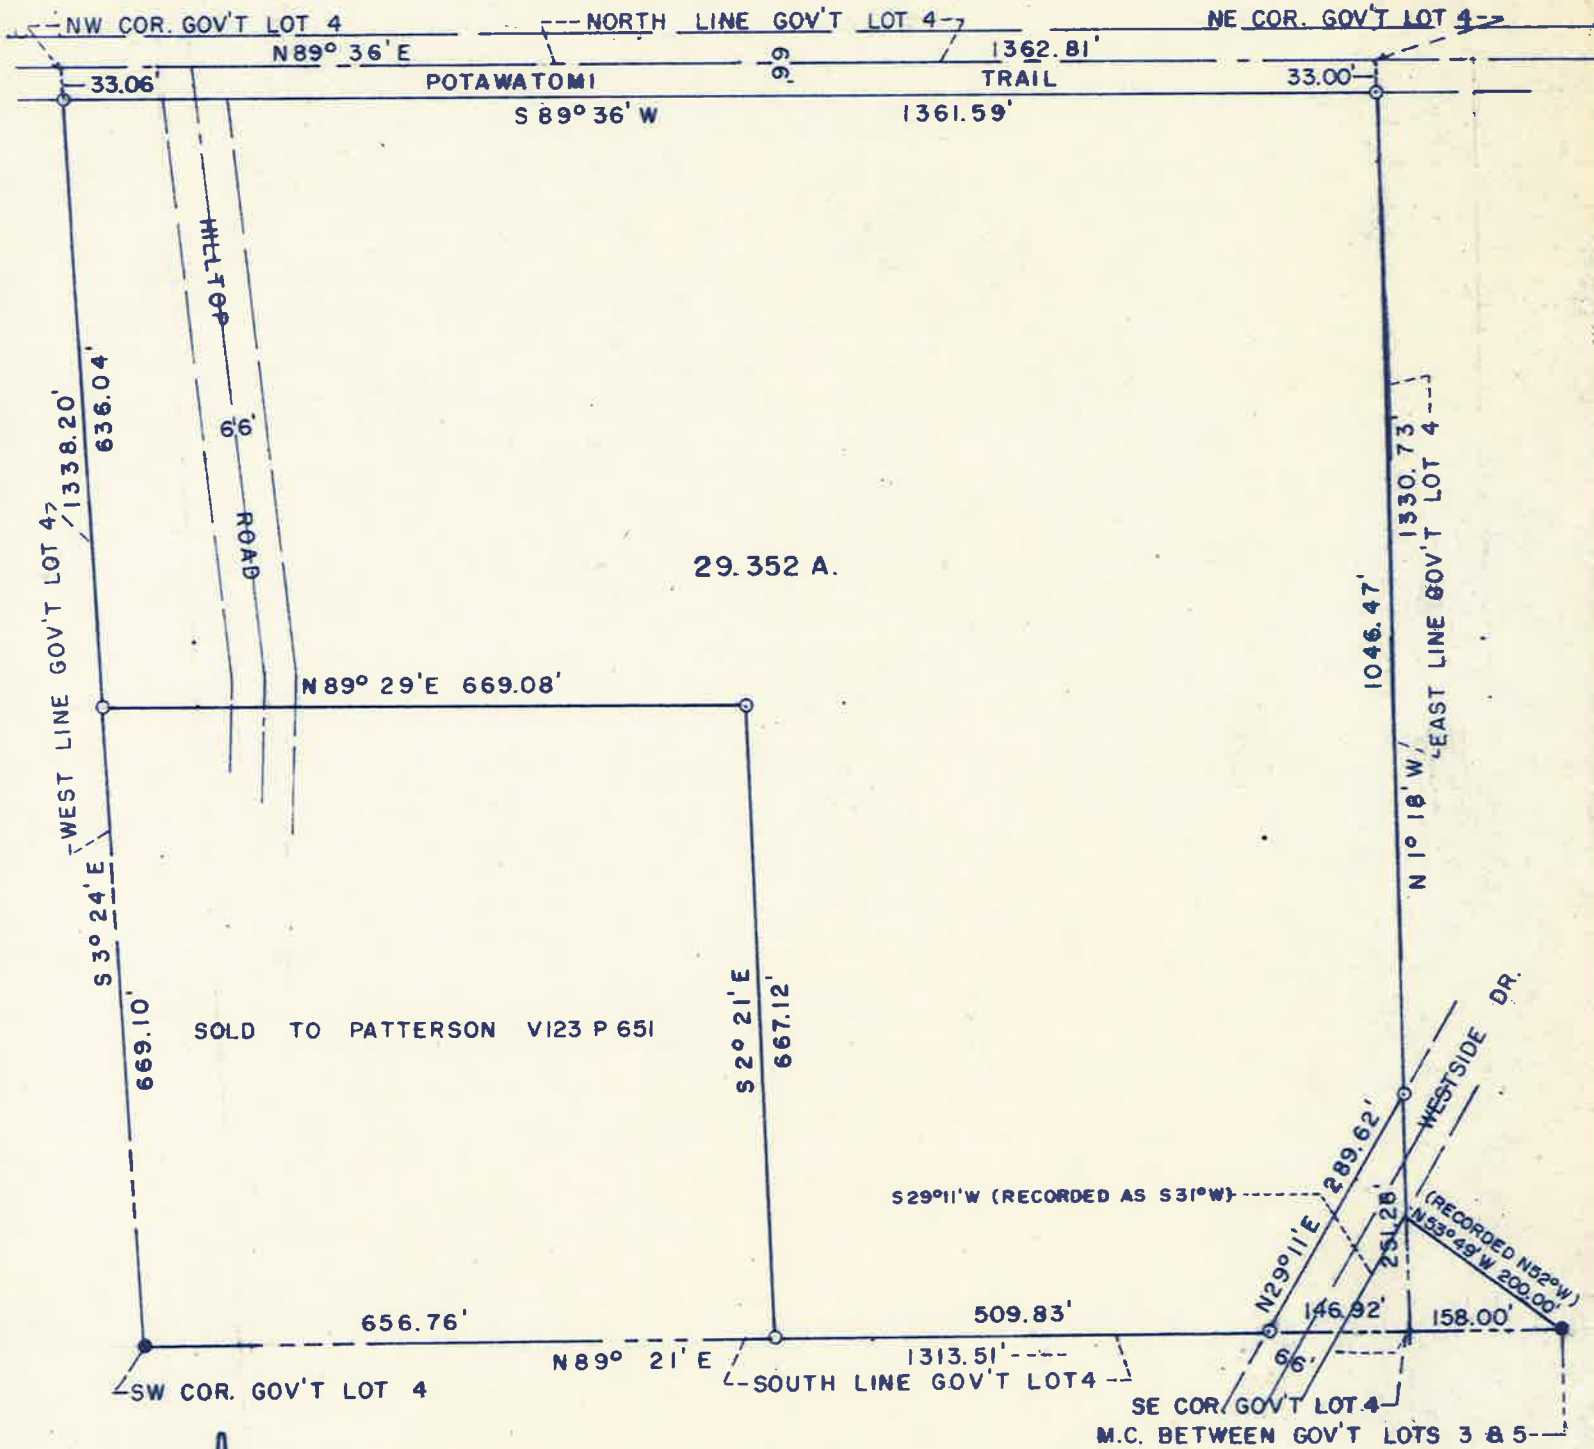 NW COR. GOV'T LOT 4
NORTH LINE GOV'T LOT 4
NE COR. GOV'T LOT 4
N89° 36'E
66'
1362.81'
33.06'
POTAWATOMI
TRAIL
33.00'
S 89° 36' W
1361.59'
HILLTOP
66'
ROAD
WEST LINE GOV'T LOT 4
1338.20'
636.04'
29.352 A.
1330.73'
EAST LINE GOV'T LOT 4
1046.47'
N 1° 18' W
N 89° 29'E 669.08'
S 3° 24' E
669.10'
SOLD TO PATTERSON V123 P 651
S 2° 21' E
667.12'
WESTSIDE DR.
289.62'
N29°11'E
S29°11'W (RECORDED AS S31°W)
251.28'
(RECORDED N52°W)
N53°49'W 200.00'
656.76'
509.83'
146.92'
158.00'
N89° 21' E
1313.51'
66'
SW COR. GOV'T LOT 4
SOUTH LINE GOV'T LOT 4
SE COR. GOV'T LOT 4
M.C. BETWEEN GOV'T LOTS 3 & 5